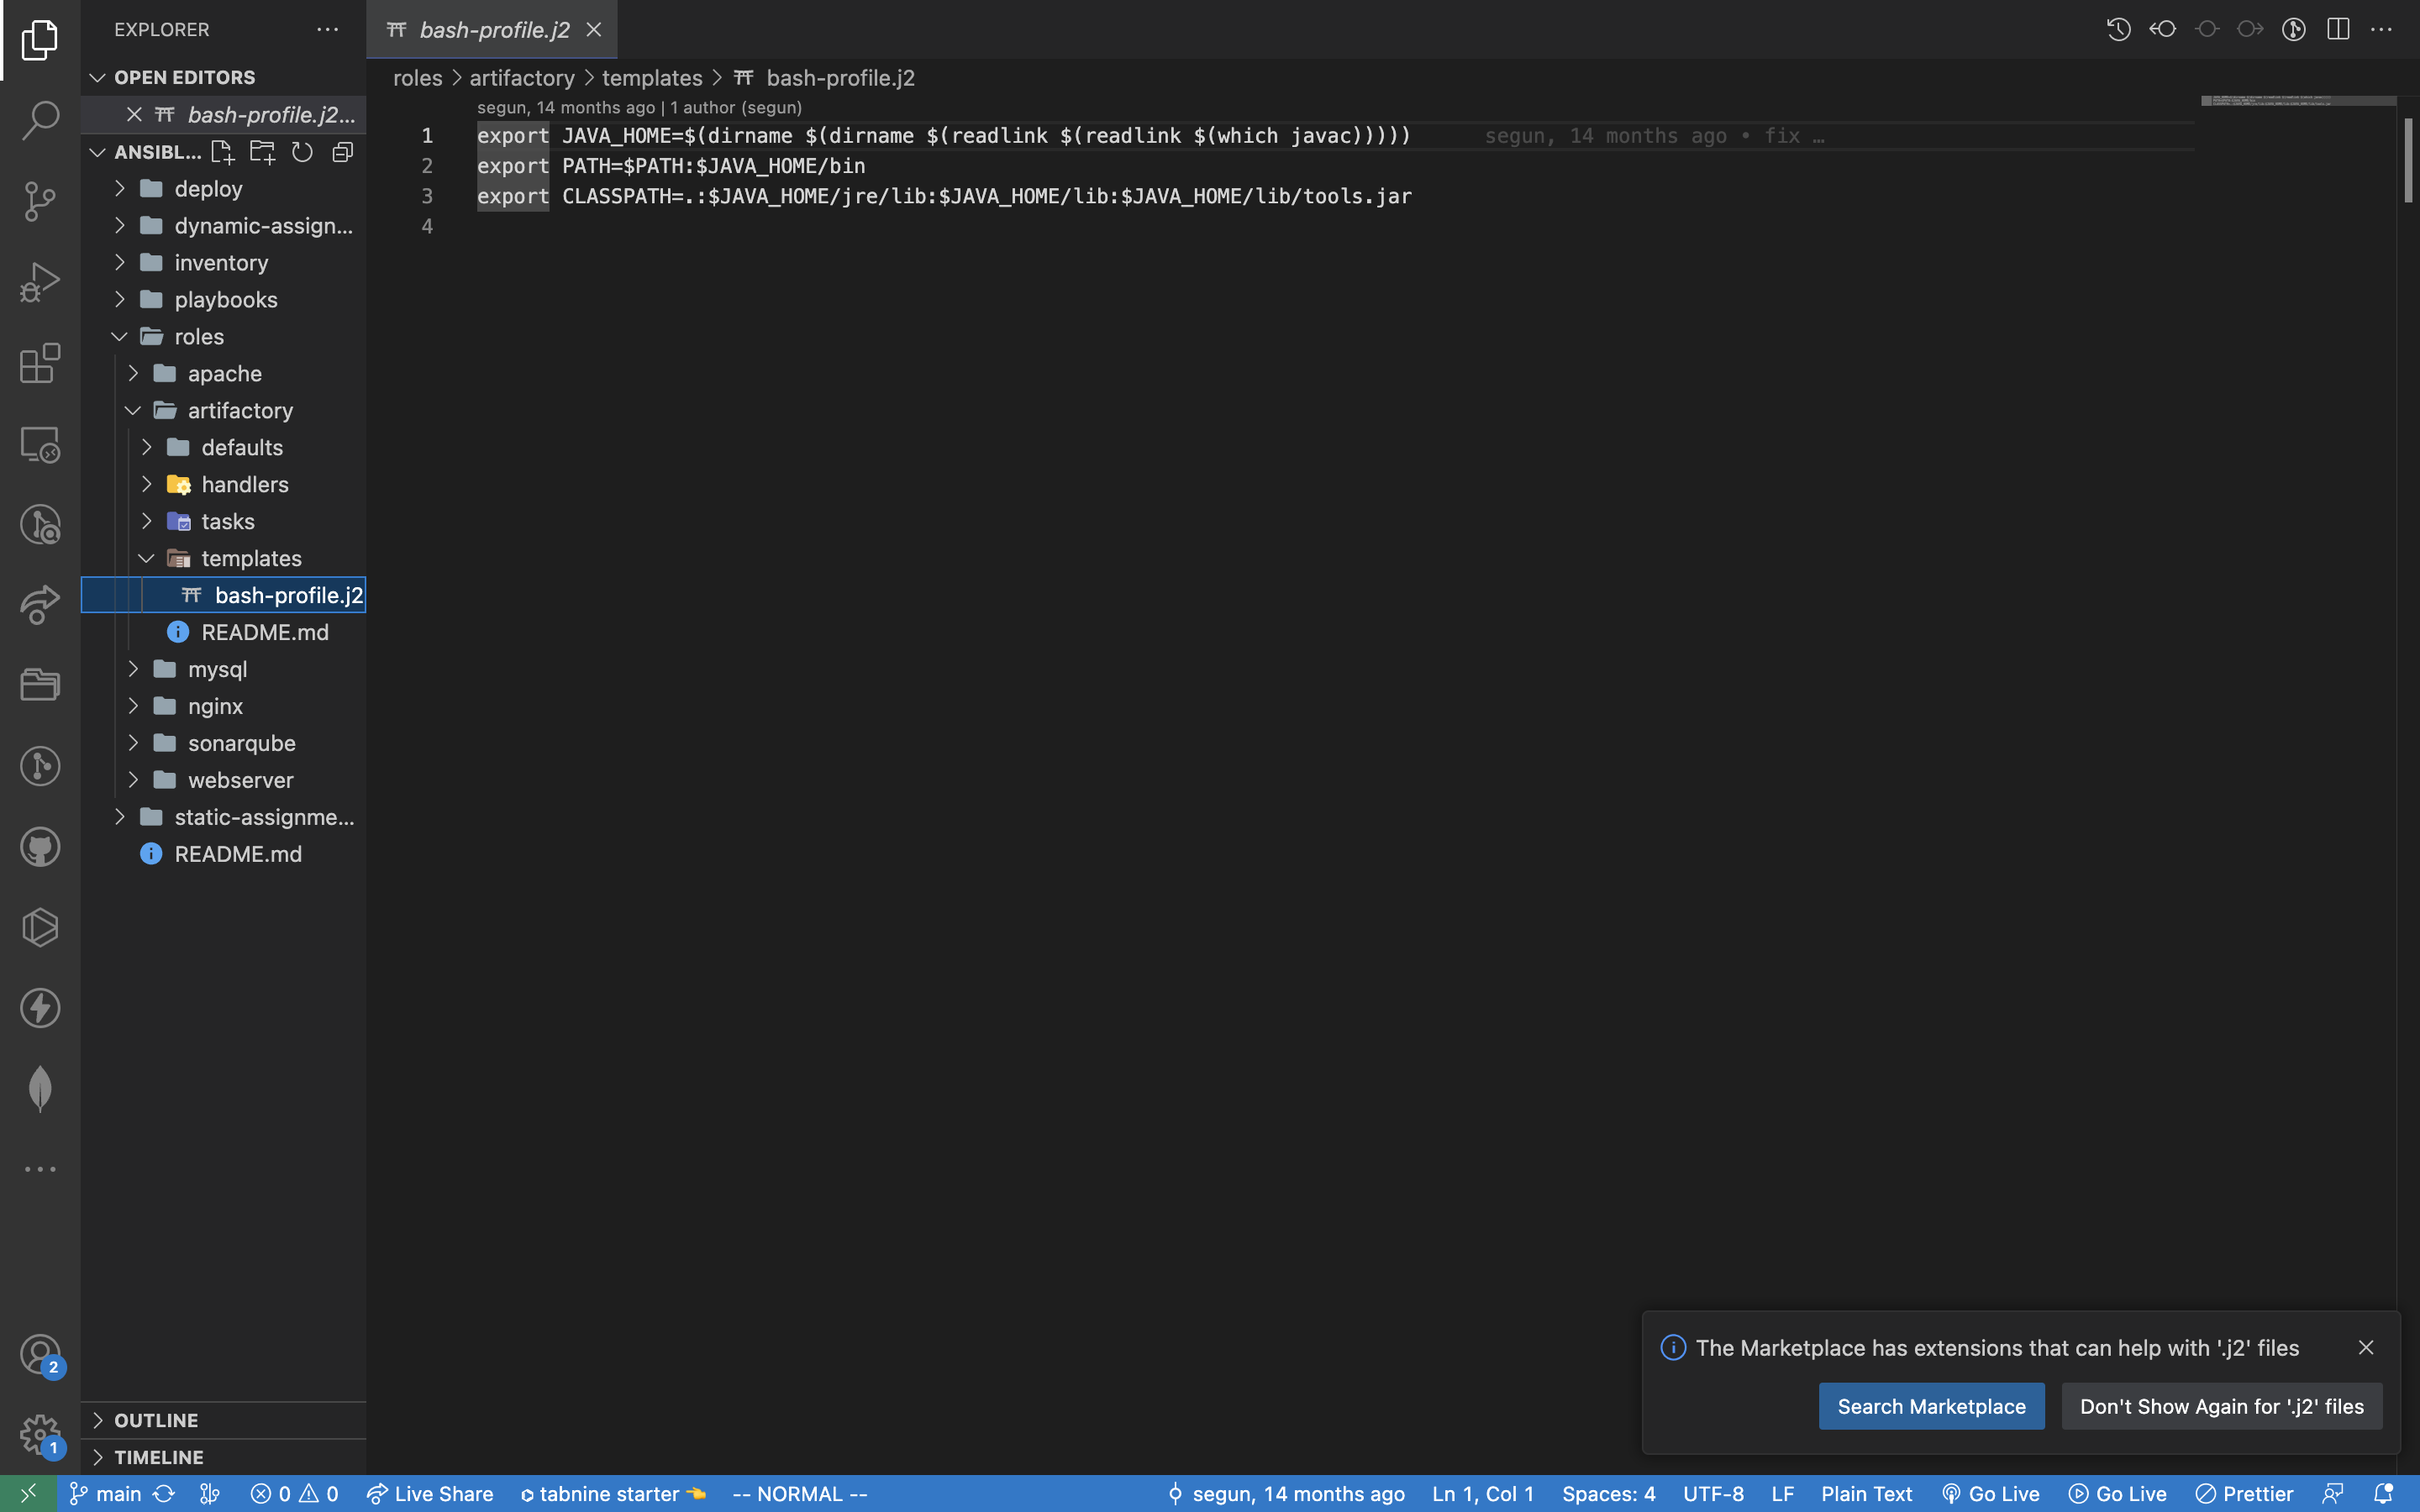 EXPLORER
OPEN EDITORS
bash-profile.j2...
ANSIBL...
deploy
dynamic-assign...
inventory
playbooks
roles
apache
artifactory
defaults
handlers
tasks
templates
bash-profile.j2
README.md
mysql
nginx
sonarqube
webserver
static-assignme...
README.md
OUTLINE
TIMELINE
2
1
bash-profile.j2
roles > artifactory > templates > bash-profile.j2
segun, 14 months ago | 1 author (segun)
1 export JAVA_HOME=$(dirname $(dirname $(readlink $(readlink $(which javac))))) segun, 14 months ago • fix …
2 export PATH=$PATH:$JAVA_HOME/bin
3 export CLASSPATH=.:$JAVA_HOME/jre/lib:$JAVA_HOME/lib:$JAVA_HOME/lib/tools.jar
4
The Marketplace has extensions that can help with '.j2' files
Search Marketplace Don't Show Again for '.j2' files
main 0 0 Live Share tabnine starter -- NORMAL -- segun, 14 months ago Ln 1, Col 1 Spaces: 4 UTF-8 LF Plain Text Go Live Go Live Prettier